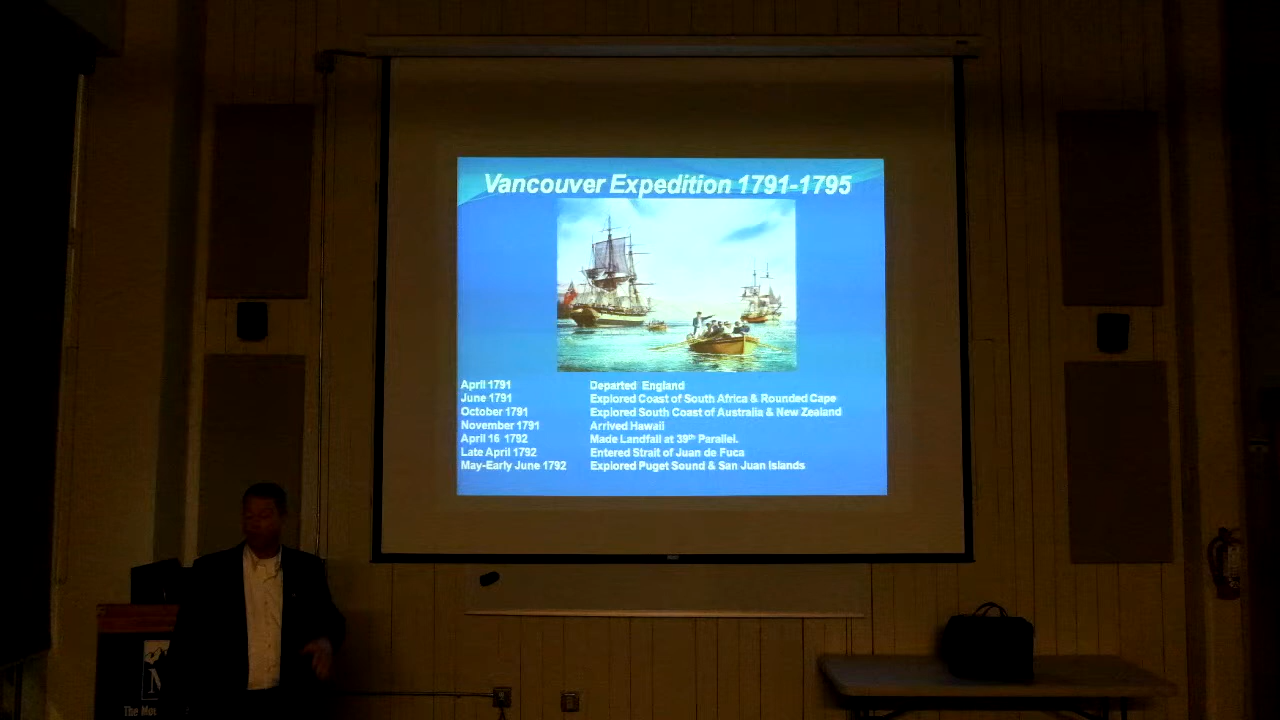 Vancouver Expedition 1791-1795
April 1791 Departed England
June 1791 Explored Coast of South Africa & Rounded Cape
October 1791 Explored South Coast of Australia & New Zealand
November 1791 Arrived Hawaii
April 16 1792 Made Landfall at 39th Parallel.
Late April 1792 Entered Strait of Juan de Fuca
May-Early June 1792 Explored Puget Sound & San Juan Islands
The